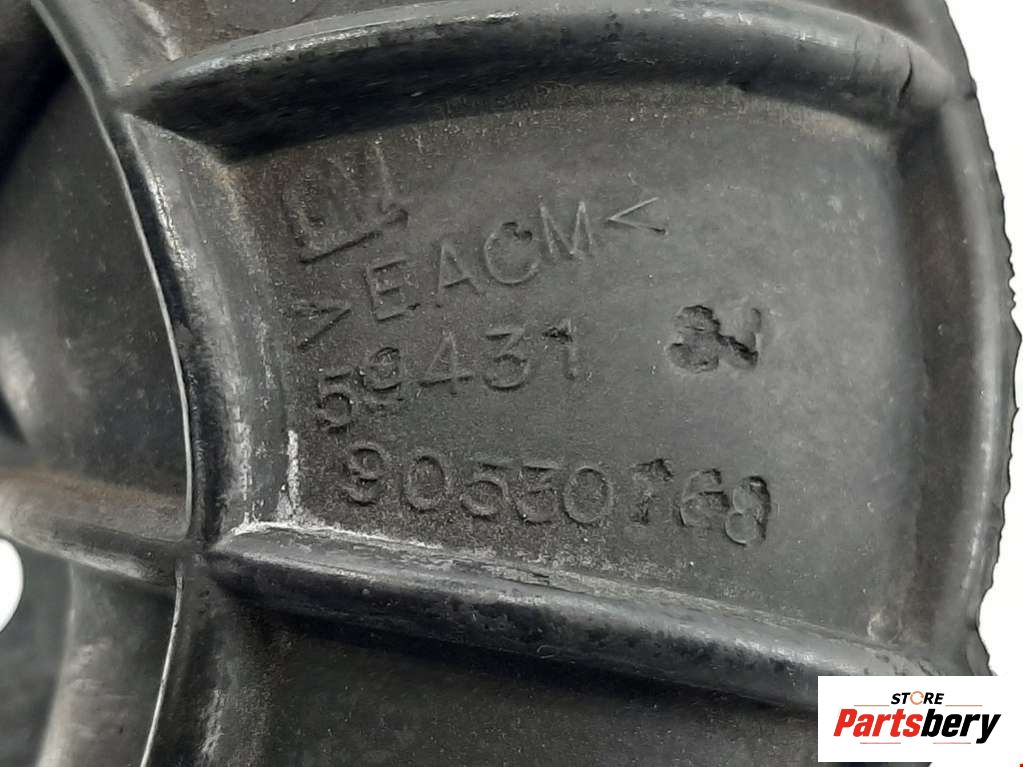 GM
>EACM<
59431
90530768
STORE
Partsbery